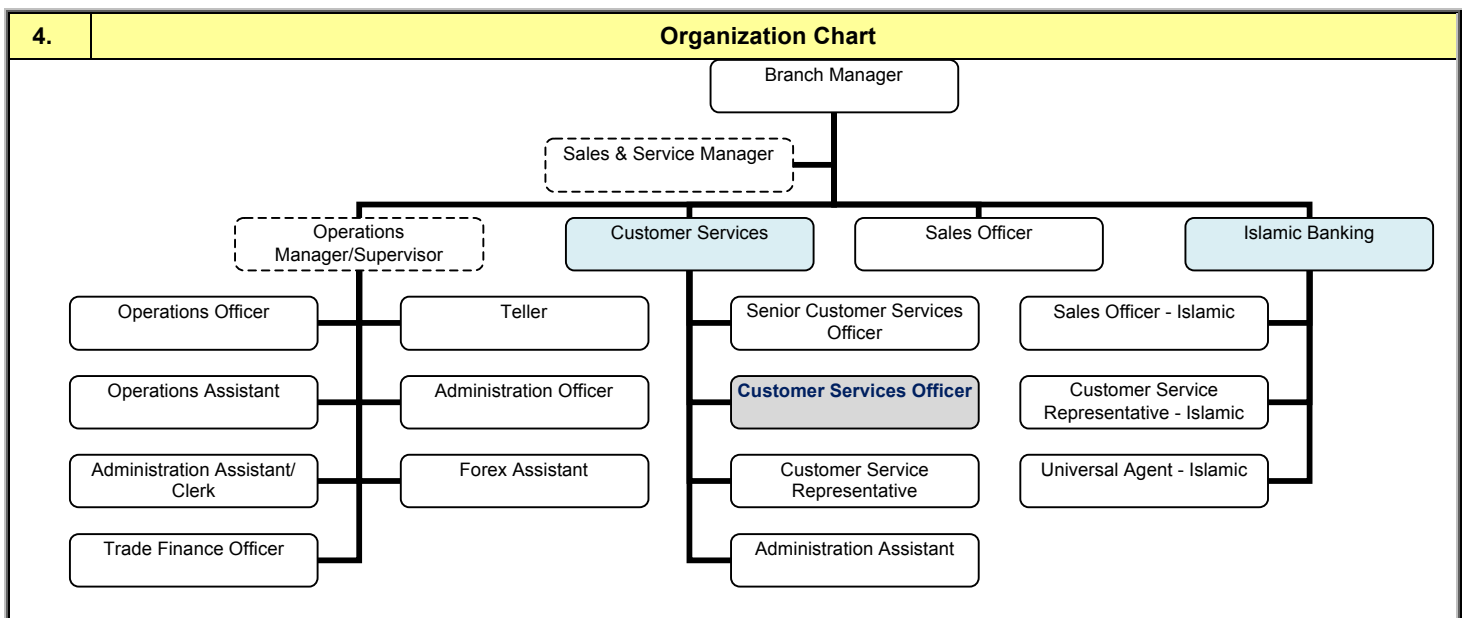 4.
Organization Chart
Branch Manager
Sales & Service Manager
Operations
Manager/Supervisor
Customer Services
Sales Officer
Islamic Banking
Operations Officer
Teller
Senior Customer Services
Officer
Sales Officer - Islamic
Operations Assistant
Administration Officer
Customer Services Officer
Customer Service
Representative - Islamic
Administration Assistant/
Clerk
Forex Assistant
Customer Service
Representative
Universal Agent - Islamic
Trade Finance Officer
Administration Assistant